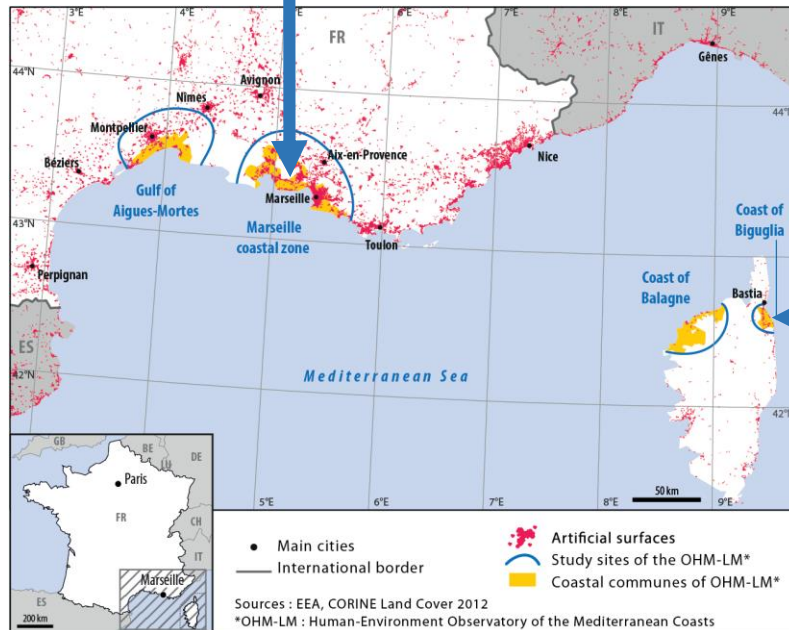 3°E
4°E
5°E
6°E
7°E
8°E
9°E
FR
IT
Gênes
44°N
44°N
Avignon
Nîmes
Montpellier
Béziers
Aix-en-Provence
Nice
Gulf of
Aigues-Mortes
Marseille
43°N
43°N
Marseille
coastal zone
Toulon
Coast of
Biguglia
Perpignan
Coast of
Balagne
Bastia
ES
42°N
42°N
Mediterranean Sea
5°E
6°E
7°E
8°E
9°E
50 km
GB
BE
LU
DE
Paris
FR
CH
IT
Marseille
ES
200 km
Main cities
International border
Artificial surfaces
Study sites of the OHM-LM*
Coastal communes of OHM-LM*
Sources : EEA, CORINE Land Cover 2012
*OHM-LM : Human-Environment Observatory of the Mediterranean Coasts